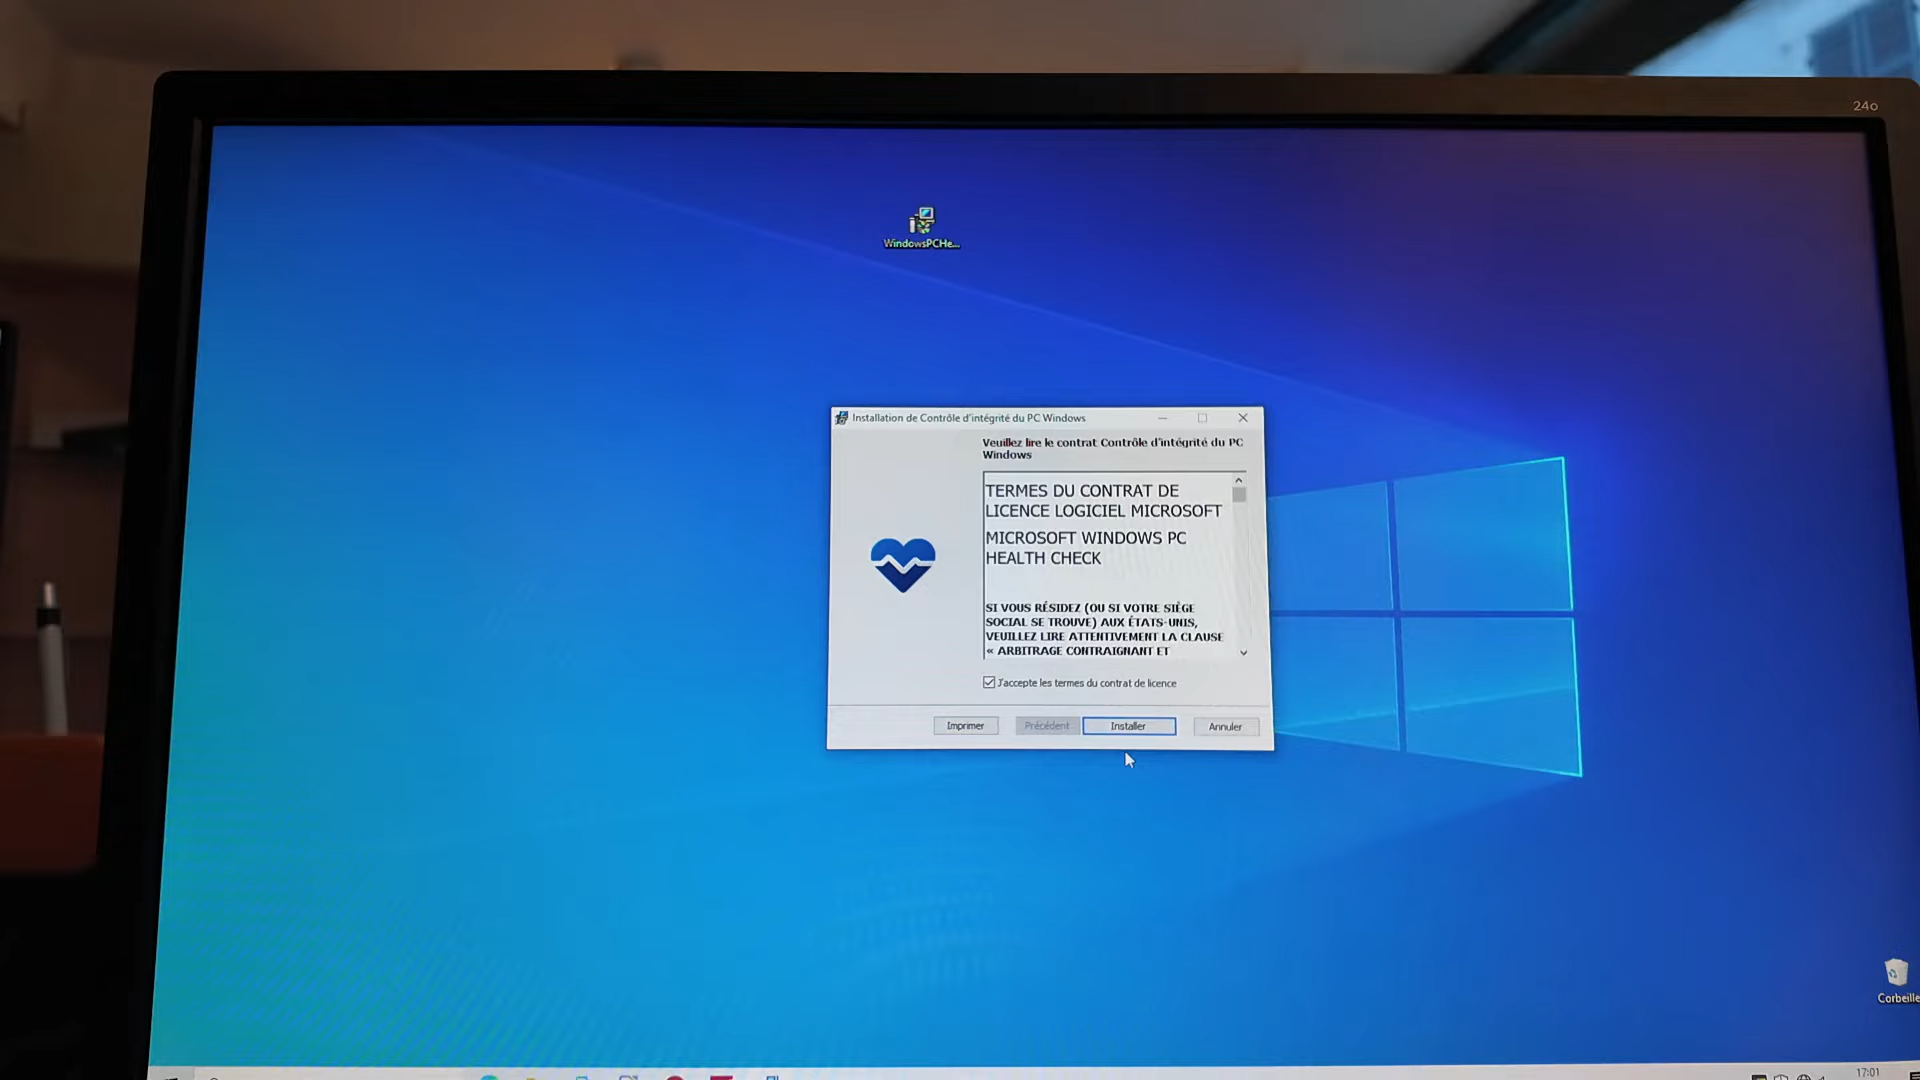 24o
WindowsPCHe...
Installation de Contrôle d'intégrité du PC Windows
Veuillez lire le contrat Contrôle d'intégrité du PC
Windows
TERMES DU CONTRAT DE
LICENCE LOGICIEL MICROSOFT
MICROSOFT WINDOWS PC
HEALTH CHECK
SI VOUS RÉSIDEZ (OU SI VOTRE SIÈGE
SOCIAL SE TROUVE) AUX ÉTATS-UNIS,
VEUILLEZ LIRE ATTENTIVEMENT LA CLAUSE
« ARBITRAGE CONTRAIGNANT ET
J'accepte les termes du contrat de licence
Imprimer
Précédent
Installer
Annuler
Corbeille
17:01